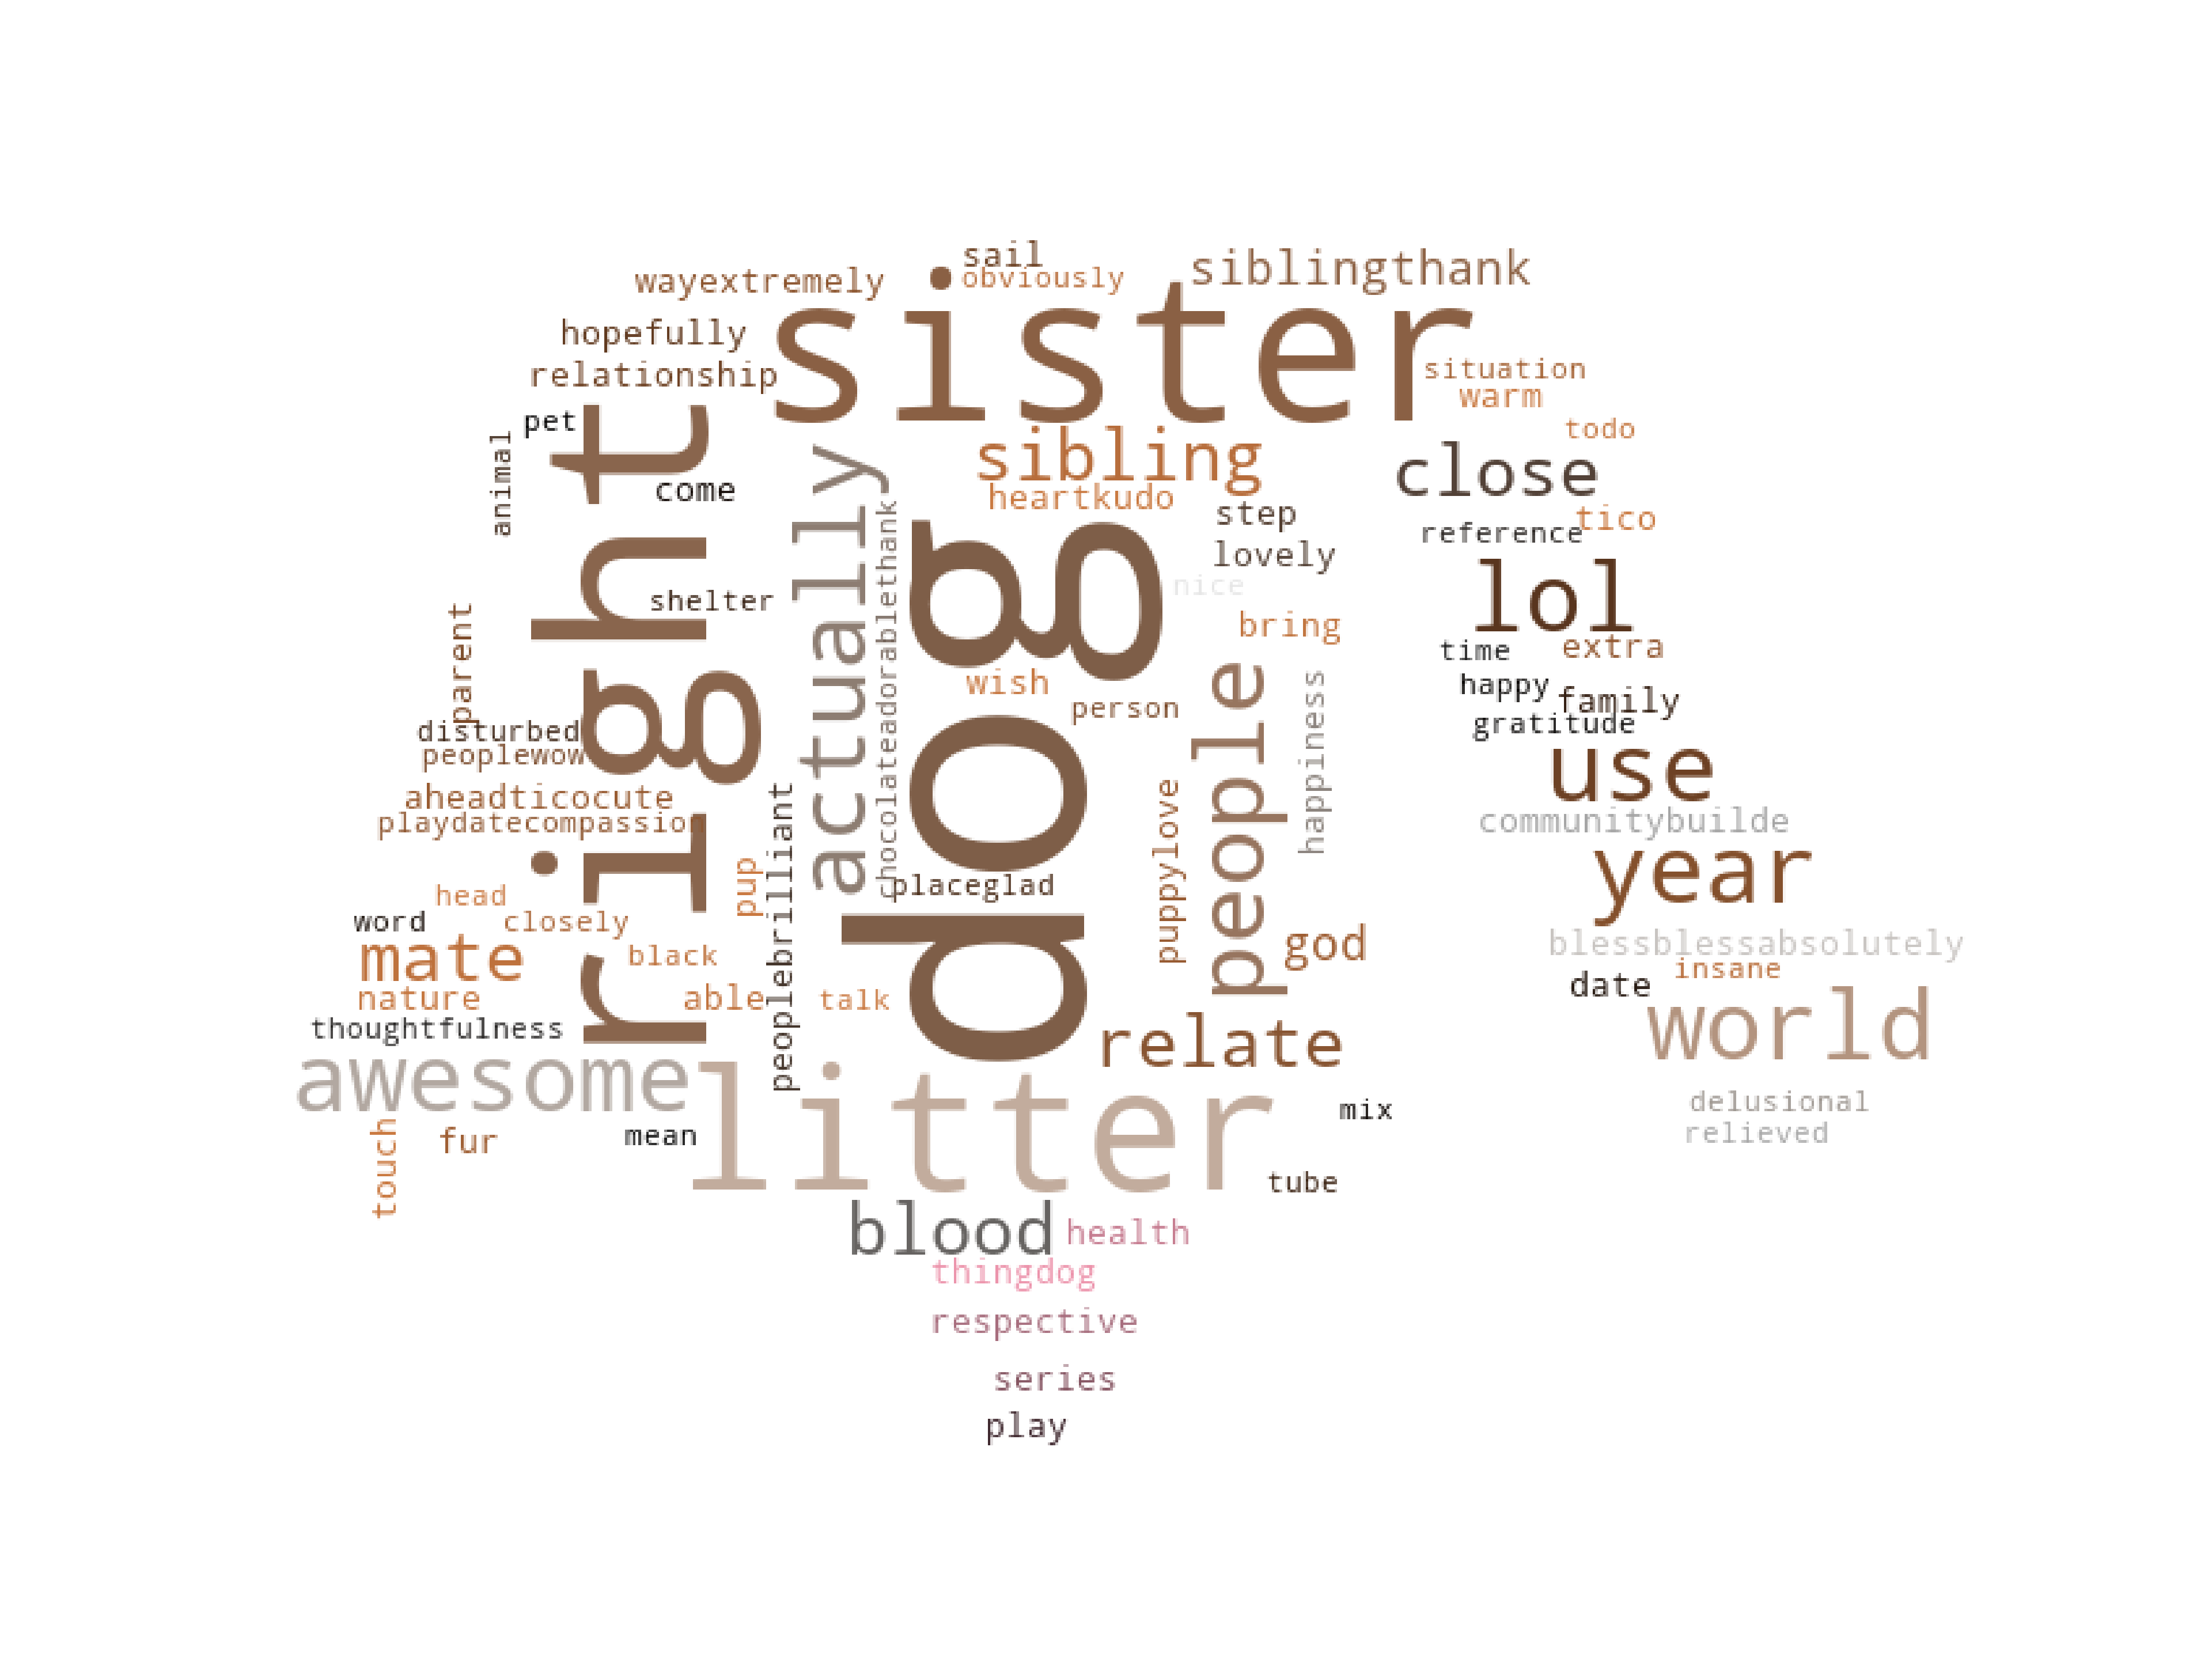 sail
wayextremely
obviously
siblingthank
sister
hopefully
relationship
situation
warm
pet
right
todo
animal
actually
sibling
close
come
heartkudo
chocolateadorablethank
step
tico
dog
reference
lovely
nice
lol
shelter
parent
bring
time
extra
wish
people
happiness
happy
person
family
gratitude
disturbed
peoplewow
use
aheadticocute
playdatecompassion
peoplebrilliant
puppylove
communitybuilde
year
pup
placeglad
head
word
closely
god
blessblessabsolutely
mate
black
insane
date
nature
able
talk
world
thoughtfulness
relate
awesome
litter
mix
delusional
touch
fur
mean
relieved
tube
blood
health
thingdog
respective
series
play